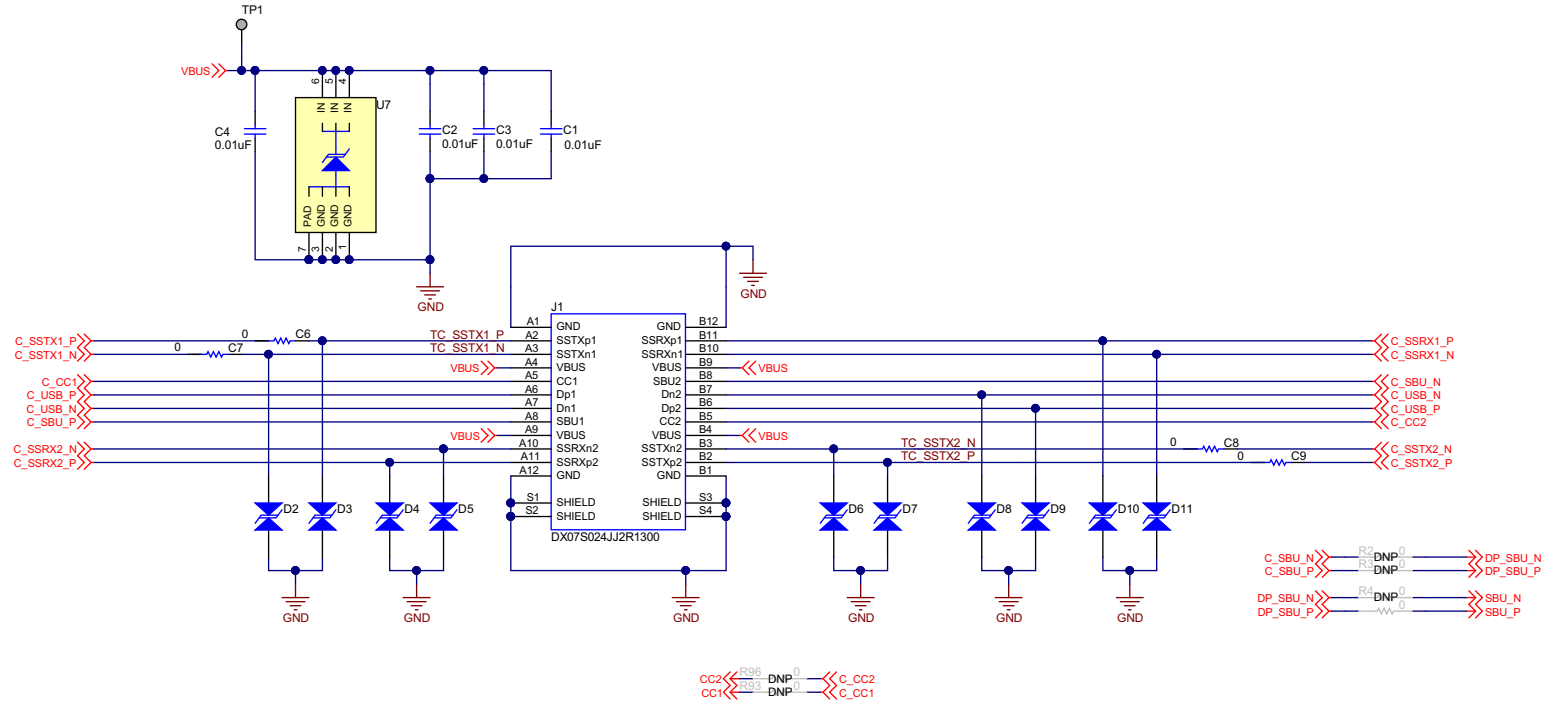 TP1
VBUS
6
5
4
IN
IN
IN
U7
C4
0.01uF
C2
0.01uF
C3
0.01uF
C1
0.01uF
PAD
GND
GND
GND
7
3
2
1
GND
GND
J1
C_SSTX1_P
0
C6
TC_SSTX1_P
A1
GND
GND
B12
C_SSTX1_N
0
C7
TC_SSTX1_N
A2
SSTXp1
SSRXp1
B11
C_SSRX1_P
A3
SSTXn1
SSRXn1
B10
C_SSRX1_N
VBUS
A4
VBUS
VBUS
B9
VBUS
C_CC1
A5
CC1
SBU2
B8
C_SBU_N
C_USB_P
A6
Dp1
Dn2
B7
C_USB_N
C_USB_N
A7
Dn1
Dp2
B6
C_USB_P
C_SBU_P
A8
SBU1
CC2
B5
C_CC2
VBUS
A9
VBUS
VBUS
B4
VBUS
C_SSRX2_N
A10
SSRXn2
SSTXn2
B3
TC_SSTX2_N
0
C8
C_SSTX2_N
C_SSRX2_P
A11
SSRXp2
SSTXp2
B2
TC_SSTX2_P
0
C9
C_SSTX2_P
A12
GND
GND
B1
S1
SHIELD
SHIELD
S3
S2
SHIELD
SHIELD
S4
DX07S024JJ2R1300
D2
D3
D4
D5
D6
D7
D8
D9
D10
D11
GND
GND
GND
GND
GND
GND
C_SBU_N
R2
DNP
0
DP_SBU_N
C_SBU_P
R3
DNP
0
DP_SBU_P
DP_SBU_N
R4
DNP
0
SBU_N
DP_SBU_P
0
SBU_P
CC2
R96
DNP
0
C_CC2
CC1
R93
DNP
0
C_CC1